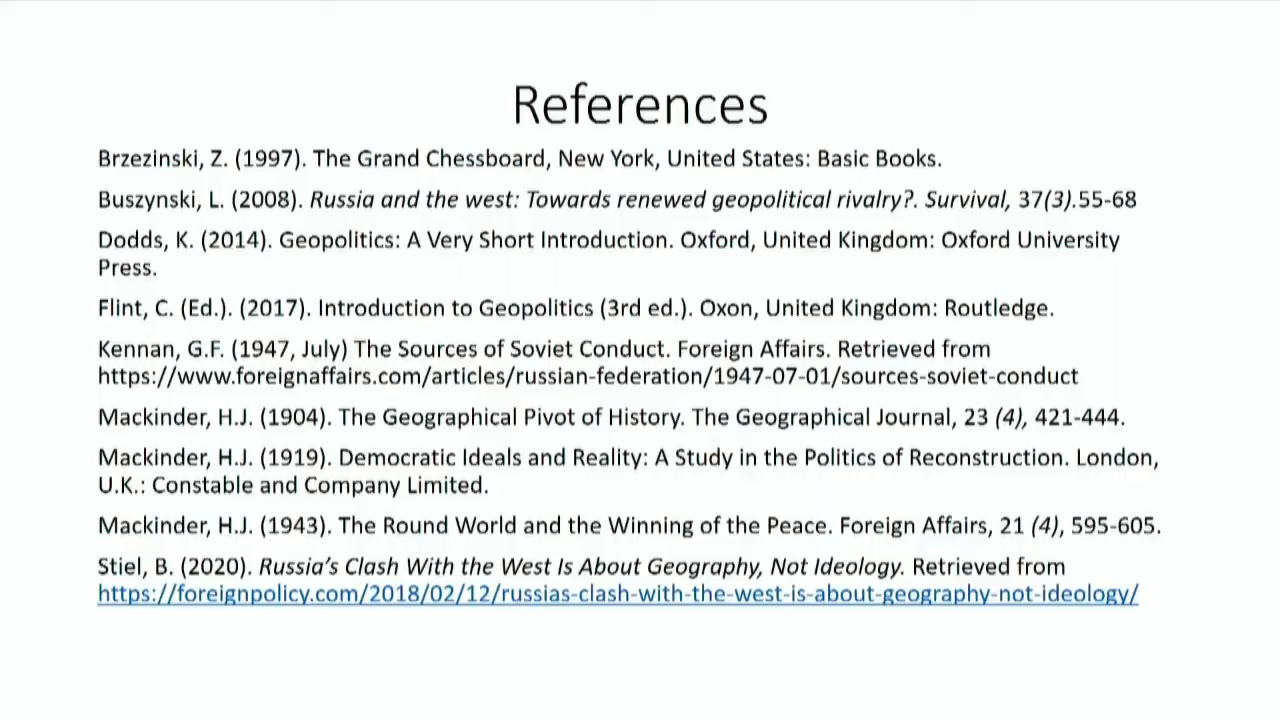 References
Brzezinski, Z. (1997). The Grand Chessboard, New York, United States: Basic Books.
Buszynski, L. (2008). Russia and the west: Towards renewed geopolitical rivalry?. Survival, 37(3).55-68
Dodds, K. (2014). Geopolitics: A Very Short Introduction. Oxford, United Kingdom: Oxford University
Press.
Flint, C. (Ed.). (2017). Introduction to Geopolitics (3rd ed.). Oxon, United Kingdom: Routledge.
Kennan, G.F. (1947, July) The Sources of Soviet Conduct. Foreign Affairs. Retrieved from
https://www.foreignaffairs.com/articles/russian-federation/1947-07-01/sources-soviet-conduct
Mackinder, H.J. (1904). The Geographical Pivot of History. The Geographical Journal, 23 (4), 421-444.
Mackinder, H.J. (1919). Democratic Ideals and Reality: A Study in the Politics of Reconstruction. London,
U.K.: Constable and Company Limited.
Mackinder, H.J. (1943). The Round World and the Winning of the Peace. Foreign Affairs, 21 (4), 595-605.
Stiel, B. (2020). Russia’s Clash With the West Is About Geography, Not Ideology. Retrieved from
https://foreignpolicy.com/2018/02/12/russias-clash-with-the-west-is-about-geography-not-ideology/